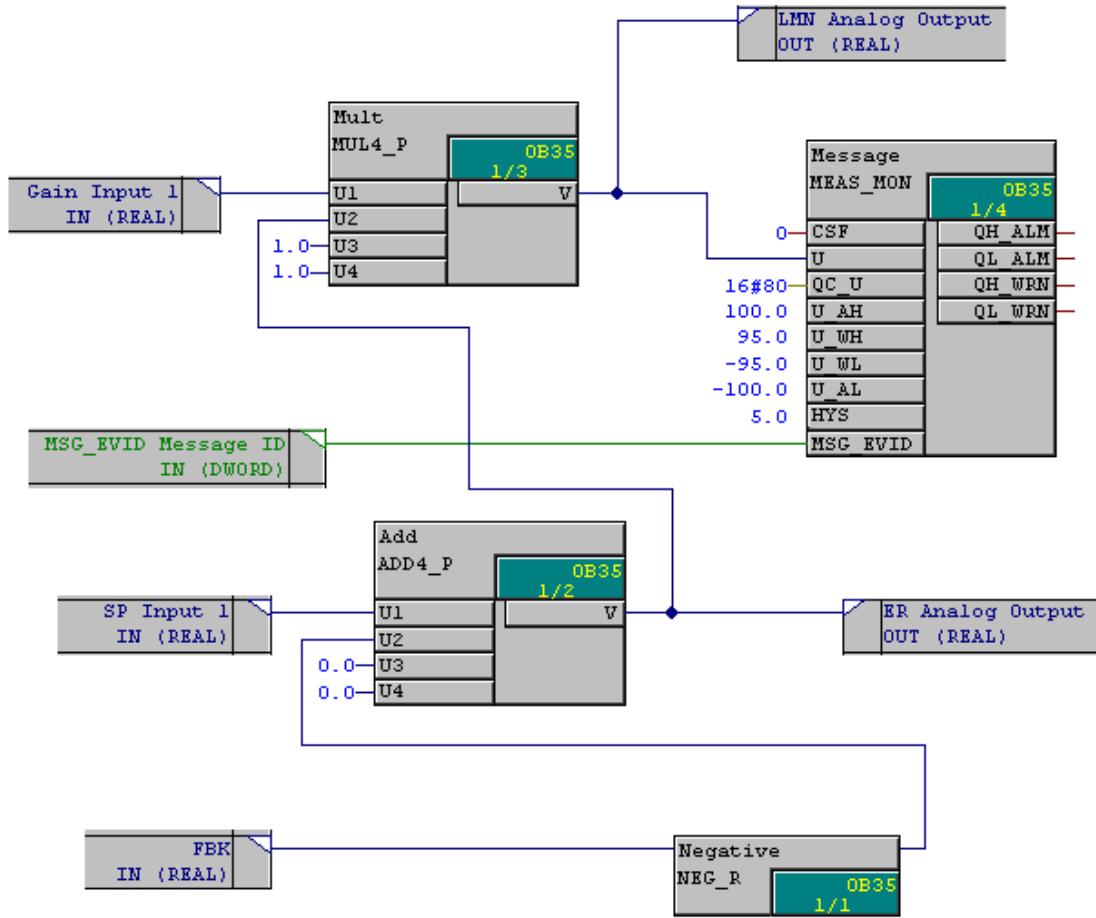 LMN Analog Output
OUT (REAL)
Mult
MUL4_P
OB35
1/3
Gain Input 1
IN (REAL)
U1
V
U2
1.0
U3
1.0
U4
Message
MEAS_MON
OB35
1/4
0
CSF
QH_ALM
U
QL_ALM
16#80
QC_U
QH_WRN
100.0
U_AH
QL_WRN
95.0
U_WH
-95.0
U_WL
-100.0
U_AL
5.0
HYS
MSG_EVID
MSG_EVID Message ID
IN (DWORD)
Add
ADD4_P
OB35
1/2
SP Input 1
IN (REAL)
U1
V
U2
0.0
U3
0.0
U4
ER Analog Output
OUT (REAL)
FBK
IN (REAL)
Negative
NEG_R
OB35
1/1